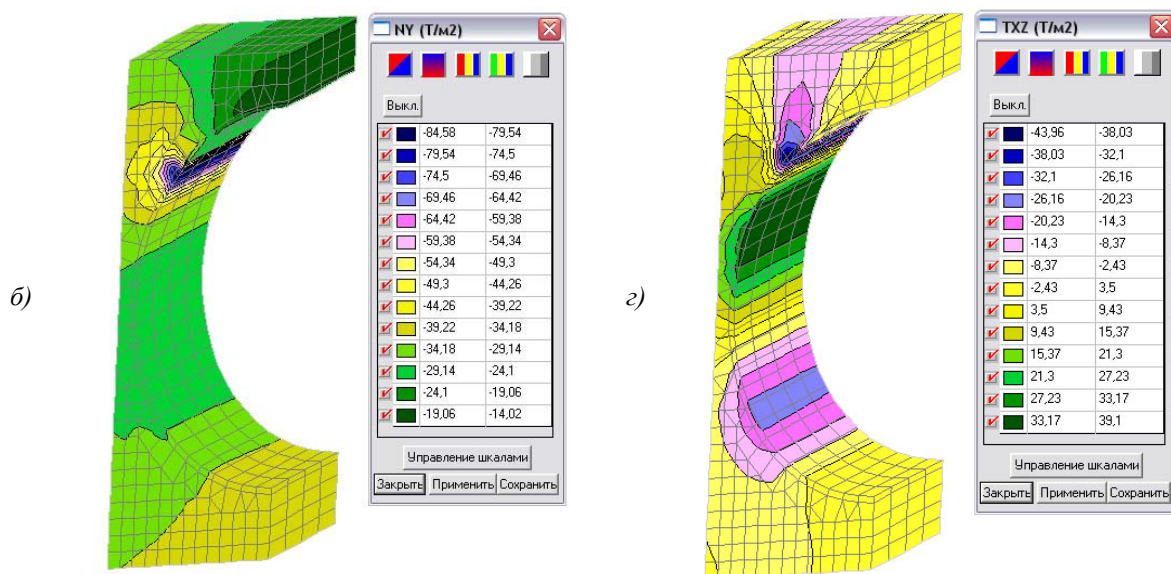 б)
NY (Т/м2)
Выкл.
-84,58 -79,54
-79,54 -74,5
-74,5 -69,46
-69,46 -64,42
-64,42 -59,38
-59,38 -54,34
-54,34 -49,3
-49,3 -44,26
-44,26 -39,22
-39,22 -34,18
-34,18 -29,14
-29,14 -24,1
-24,1 -19,06
-19,06 -14,02
Управление шкалами
Закрыть Применить Сохранить
г)
TXZ (Т/м2)
Выкл.
-43,96 -38,03
-38,03 -32,1
-32,1 -26,16
-26,16 -20,23
-20,23 -14,3
-14,3 -8,37
-8,37 -2,43
-2,43 3,5
3,5 9,43
9,43 15,37
15,37 21,3
21,3 27,23
27,23 33,17
33,17 39,1
Управление шкалами
Закрыть Применить Сохранить